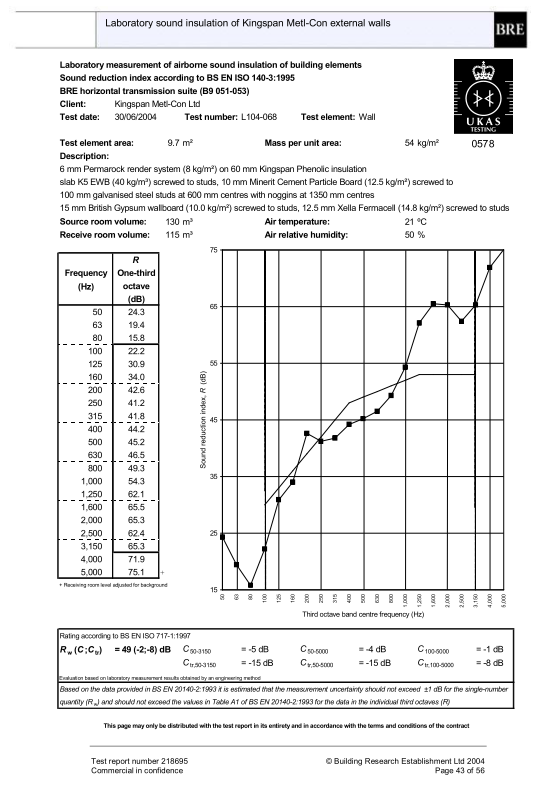 Laboratory sound insulation of Kingspan Metl-Con external walls
BRE
Laboratory measurement of airborne sound insulation of building elements
Sound reduction index according to BS EN ISO 140-3:1995
BRE horizontal transmission suite (B9 051-053)
Client: Kingspan Metl-Con Ltd
Test date: 30/06/2004 Test number: L104-068 Test element: Wall
UKAS
TESTING
0578
Test element area: 9.7 m² Mass per unit area: 54 kg/m²
Description:
6 mm Permarock render system (8 kg/m²) on 60 mm Kingspan Phenolic insulation
slab K5 EWB (40 kg/m³) screwed to studs, 10 mm Minerit Cement Particle Board (12.5 kg/m²) screwed to
100 mm galvanised steel studs at 600 mm centres with noggins at 1350 mm centres
15 mm British Gypsum wallboard (10.0 kg/m²) screwed to studs, 12.5 mm Xella Fermacell (14.8 kg/m²) screwed to studs
Source room volume: 130 m³ Air temperature: 21 ºC
Receive room volume: 115 m³ Air relative humidity: 50 %
Frequency (Hz) R One-third octave (dB)
50 24.3
63 19.4
80 15.8
100 22.2
125 30.9
160 34.0
200 42.6
250 41.2
315 41.8
400 44.2
500 45.2
630 46.5
800 49.3
1,000 54.3
1,250 62.1
1,600 65.5
2,000 65.3
2,500 62.4
3,150 65.3
4,000 71.9
5,000 75.1 +
+ Receiving room level adjusted for background
Sound reduction index, R (dB)
75
65
55
45
35
25
15
50 63 80 100 125 160 200 250 315 400 500 630 800 1,000 1,250 1,600 2,000 2,500 3,150 4,000 5,000
Third octave band centre frequency (Hz)
Rating according to BS EN ISO 717-1:1997
R w (C ;C tr) = 49 (-2;-8) dB C 50-3150 = -5 dB C 50-5000 = -4 dB C 100-5000 = -1 dB
C tr,50-3150 = -15 dB C tr,50-5000 = -15 dB C tr,100-5000 = -8 dB
Evaluation based on laboratory measurement results obtained by an engineering method
Based on the data provided in BS EN 20140-2:1993 it is estimated that the measurement uncertainty should not exceed ±1 dB for the single-number
quantity (R w) and should not exceed the values in Table A1 of BS EN 20140-2:1993 for the data in the individual third octaves (R)
This page may only be distributed with the test report in its entirety and in accordance with the terms and conditions of the contract
Test report number 218695 © Building Research Establishment Ltd 2004
Commercial in confidence Page 43 of 56